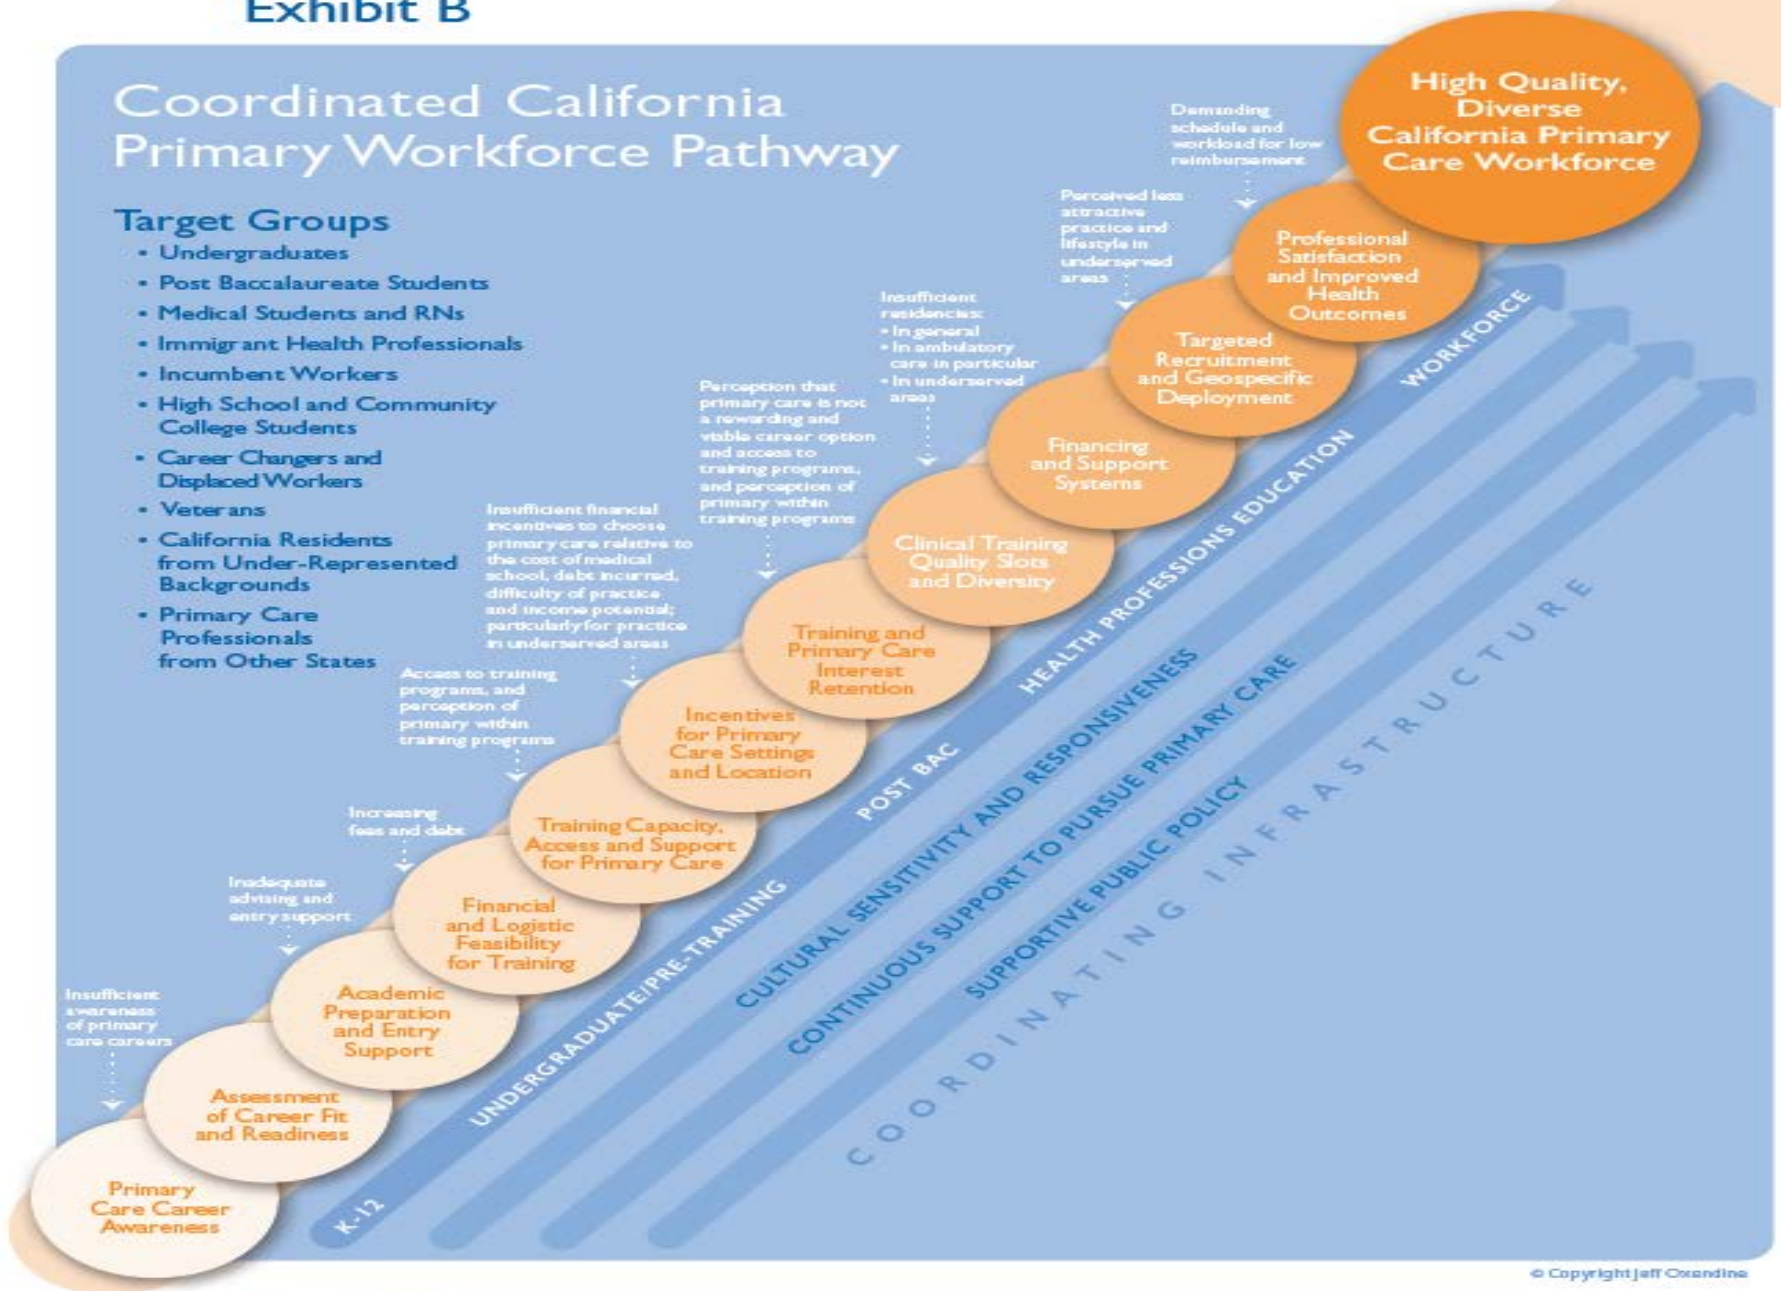 Exhibit B
Coordinated California
Primary Workforce Pathway
Target Groups
• Undergraduates
• Post Baccalaureate Students
• Medical Students and RNs
• Immigrant Health Professionals
• Incumbent Workers
• High School and Community
College Students
• Career Changers and
Displaced Workers
• Veterans
• California Residents
from Under-Represented
Backgrounds
• Primary Care
Professionals
from Other States
Insufficient
awareness
of primary
care careers
Inadequate
advising and
entry support
Increasing
fees and debt
Access to training
programs, and
perception of
primary within
training programs
Insufficient financial
incentives to choose
primary care relative to
the cost of medical
school, debt incurred,
difficulty of practice
and income potential;
particularly for practice
in underserved areas
Perception that
primary care is not
a rewarding and
viable career option
and access to
training programs,
and perception of
primary within
training programs
Insufficient
residencies:
• In general
• In ambulatory
care in particular
• In underserved
areas
Perceived less
attractive
practice and
lifestyle in
underserved
areas
Demanding
schedule and
workload for low
reimbursement
Primary
Care Career
Awareness
Assessment
of Career Fit
and Readiness
Academic
Preparation
and Entry
Support
Financial
and Logistic
Feasibility
for Training
Training Capacity,
Access and Support
for Primary Care
Incentives
for Primary
Care Settings
and Location
Training and
Primary Care
Interest
Retention
Clinical Training
Quality Slots
and Diversity
Financing
and Support
Systems
Targeted
Recruitment
and Geospecific
Deployment
Professional
Satisfaction
and Improved
Health
Outcomes
High Quality,
Diverse
California Primary
Care Workforce
K-12
UNDERGRADUATE/PRE-TRAINING
POST BAC
HEALTH PROFESSIONS EDUCATION
WORKFORCE
CULTURAL SENSITIVITY AND RESPONSIVENESS
CONTINUOUS SUPPORT TO PURSUE PRIMARY CARE
SUPPORTIVE PUBLIC POLICY
COORDINATING INFRASTRUCTURE
© Copyright Jeff Oxendine